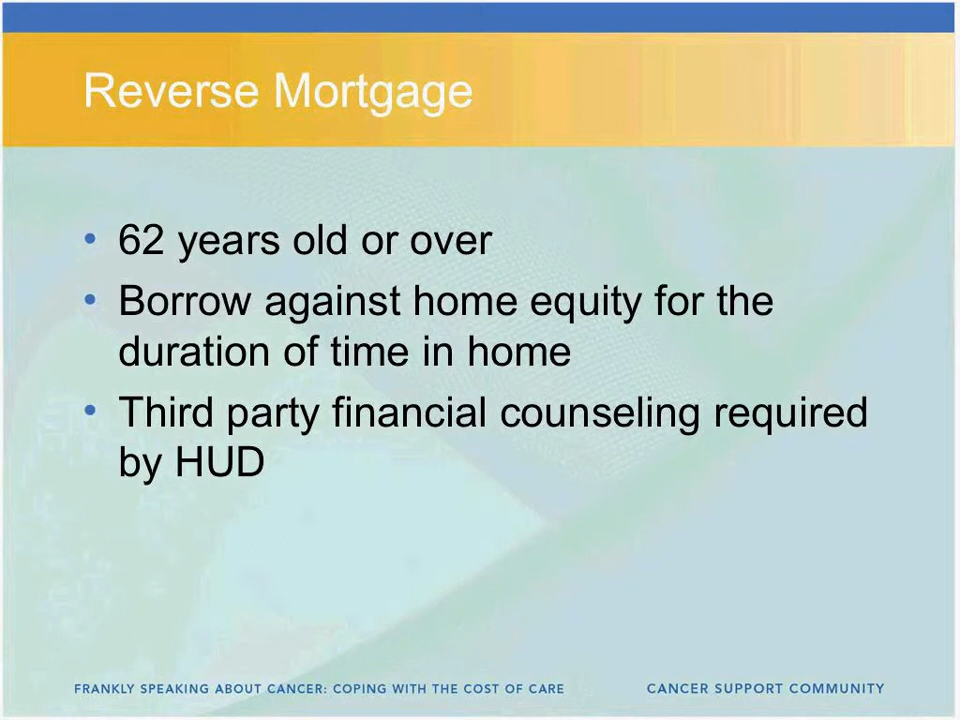 Reverse Mortgage
• 62 years old or over
• Borrow against home equity for the
duration of time in home
• Third party financial counseling required
by HUD
FRANKLY SPEAKING ABOUT CANCER: COPING WITH THE COST OF CARE CANCER SUPPORT COMMUNITY